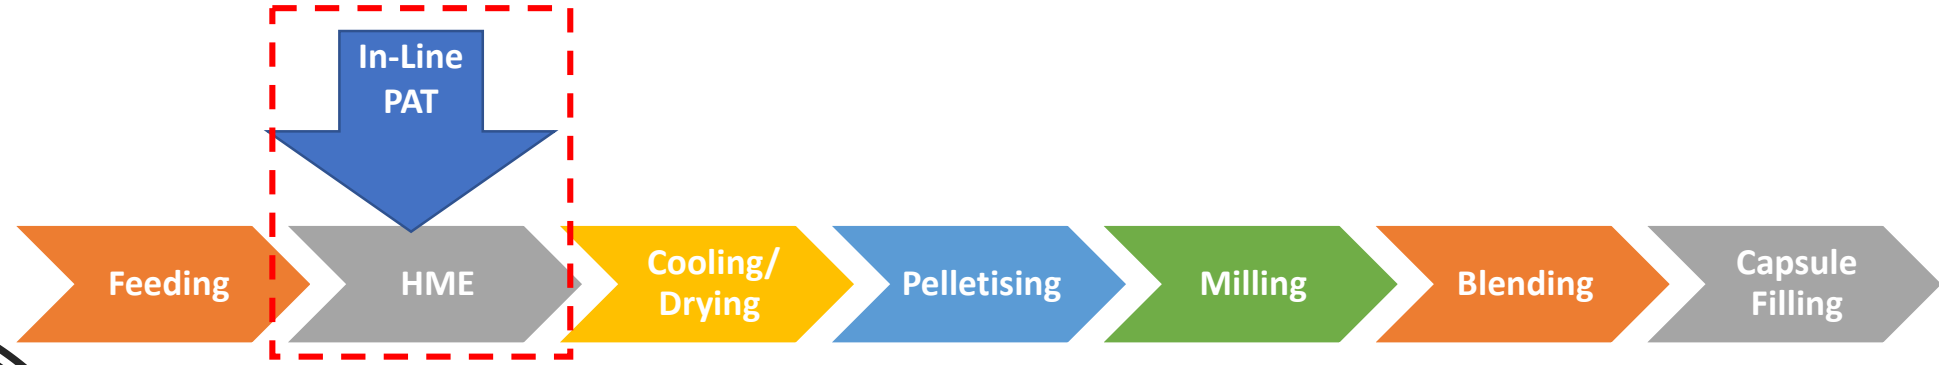 In-Line
PAT
Feeding
HME
Cooling/
Drying
Pelletising
Milling
Blending
Capsule
Filling